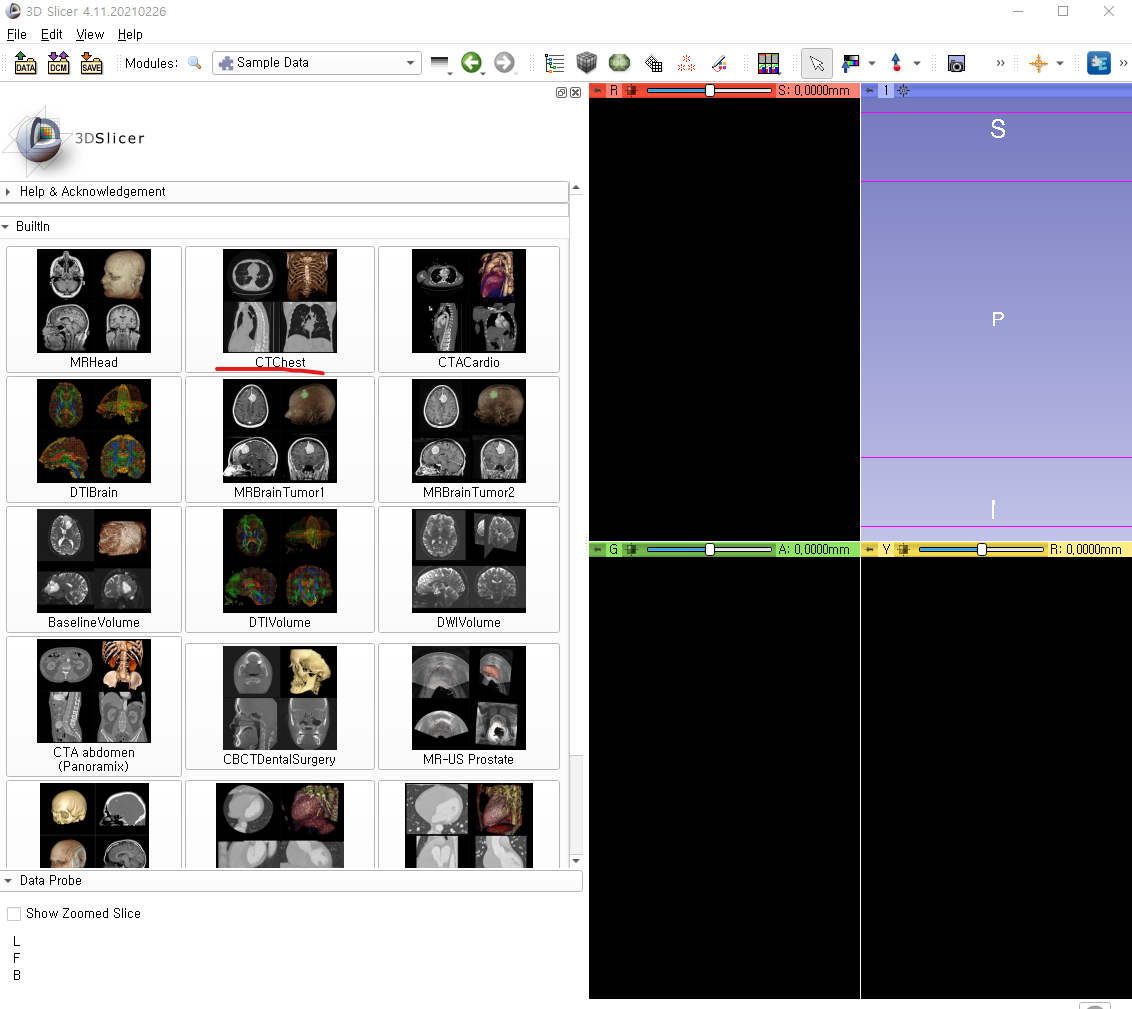 3D Slicer 4.11.20210226
File Edit View Help
DATA DCM SAVE Modules: Sample Data
R S: 0.0000mm
1
3DSlicer
S
Help & Acknowledgement
BuiltIn
MRHead CTChest CTACardio
P
DTIBrain MRBrainTumor1 MRBrainTumor2
I
G A: 0.0000mm
Y R: 0.0000mm
BaselineVolume DTIVolume DWIVolume
CTA abdomen
(Panoramix)
CBCTDentalSurgery MR-US Prostate
Data Probe
Show Zoomed Slice
L
F
B